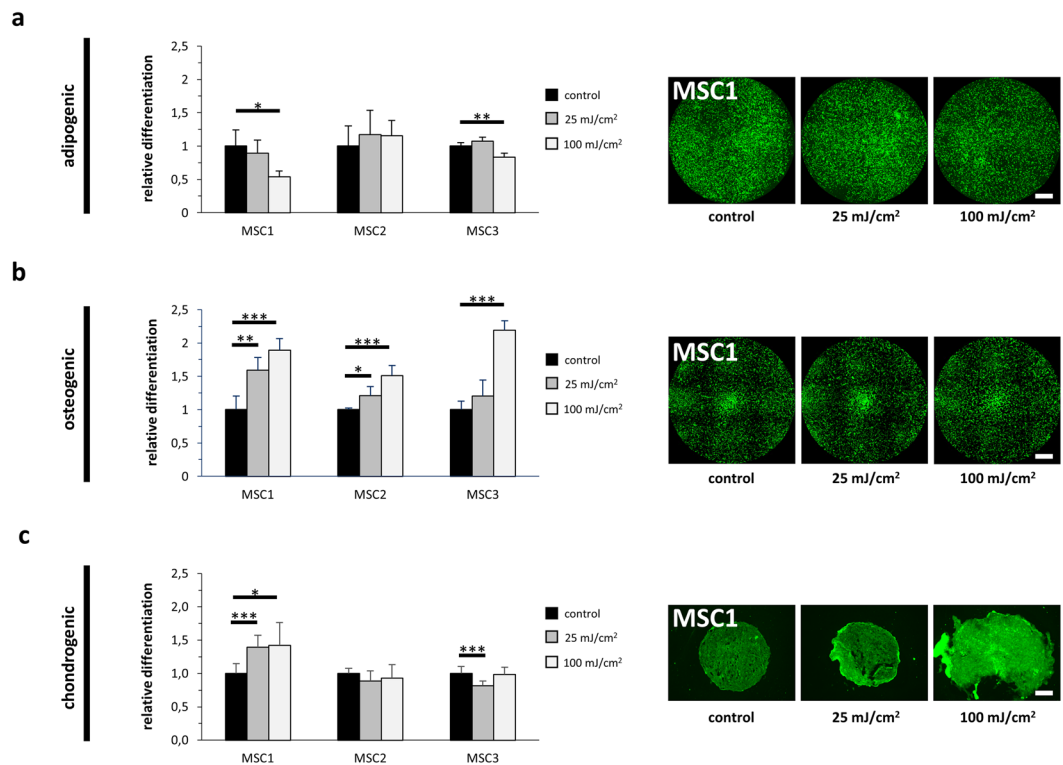 a
adipogenic
relative differentiation
2,5
2
1,5
1
0,5
0
*
**
MSC1 MSC2 MSC3
control
25 mJ/cm²
100 mJ/cm²
MSC1
control 25 mJ/cm² 100 mJ/cm²
b
osteogenic
relative differentiation
2,5
2
1,5
1
0,5
0
***
**
***
*
***
MSC1 MSC2 MSC3
control
25 mJ/cm²
100 mJ/cm²
MSC1
control 25 mJ/cm² 100 mJ/cm²
c
chondrogenic
relative differentiation
2,5
2,0
1,5
1,0
0,5
0,0
*
***
***
MSC1 MSC2 MSC3
control
25 mJ/cm²
100 mJ/cm²
MSC1
control 25 mJ/cm² 100 mJ/cm²